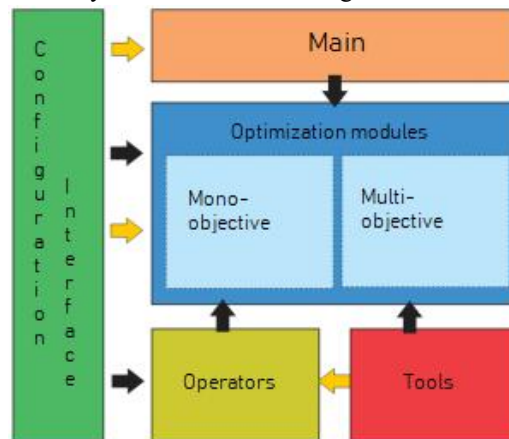 Configuration
Interface
Main
Optimization modules
Mono-
objective
Multi-
objective
Operators
Tools